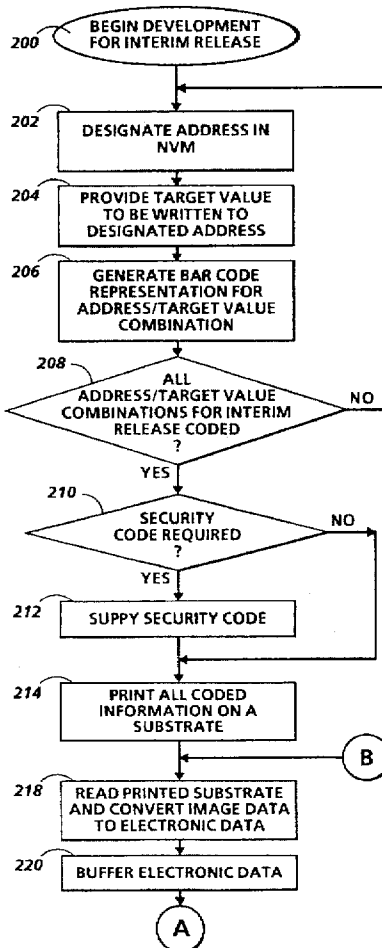 200
BEGIN DEVELOPMENT
FOR INTERIM RELEASE
202
DESIGNATE ADDRESS IN
NVM
204
PROVIDE TARGET VALUE
TO BE WRITTEN TO
DESIGNATED ADDRESS
206
GENERATE BAR CODE
REPRESENTATION FOR
ADDRESS/TARGET VALUE
COMBINATION
208
ALL
ADDRESS/TARGET VALUE
COMBINATIONS FOR INTERIM
RELEASE CODED
?
NO
YES
210
SECURITY
CODE REQUIRED
?
NO
YES
212
SUPPY SECURITY CODE
214
PRINT ALL CODED
INFORMATION ON A
SUBSTRATE
B
218
READ PRINTED SUBSTRATE
AND CONVERT IMAGE DATA
TO ELECTRONIC DATA
220
BUFFER ELECTRONIC DATA
A